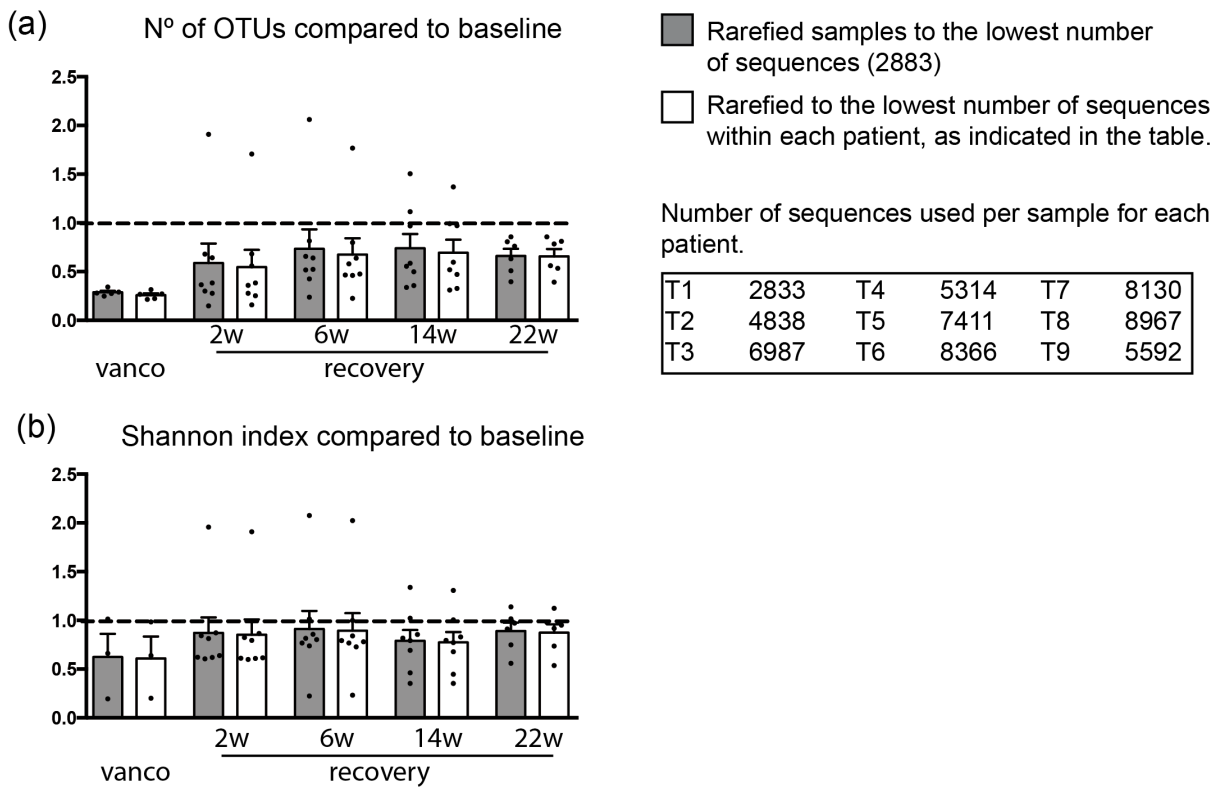 (a)
Nº of OTUs compared to baseline
2.5
2.0
1.5
1.0
0.5
0.0
2w 6w 14w 22w
vanco recovery
Rarefied samples to the lowest number
of sequences (2883)
Rarefied to the lowest number of sequences
within each patient, as indicated in the table.
Number of sequences used per sample for each
patient.
T1 2833 T4 5314 T7 8130
T2 4838 T5 7411 T8 8967
T3 6987 T6 8366 T9 5592
(b)
Shannon index compared to baseline
2.5
2.0
1.5
1.0
0.5
0.0
2w 6w 14w 22w
vanco recovery